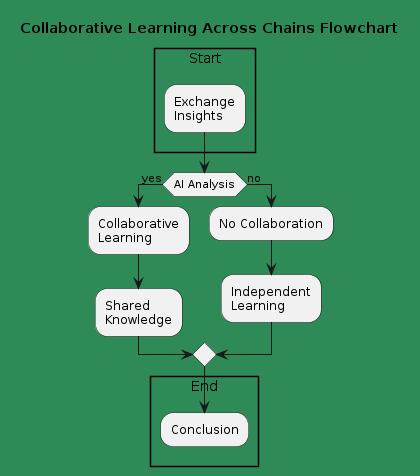 Collaborative Learning Across Chains Flowchart
Start
Exchange
Insights
AI Analysis
yes
no
Collaborative
Learning
No Collaboration
Shared
Knowledge
Independent
Learning
End
Conclusion